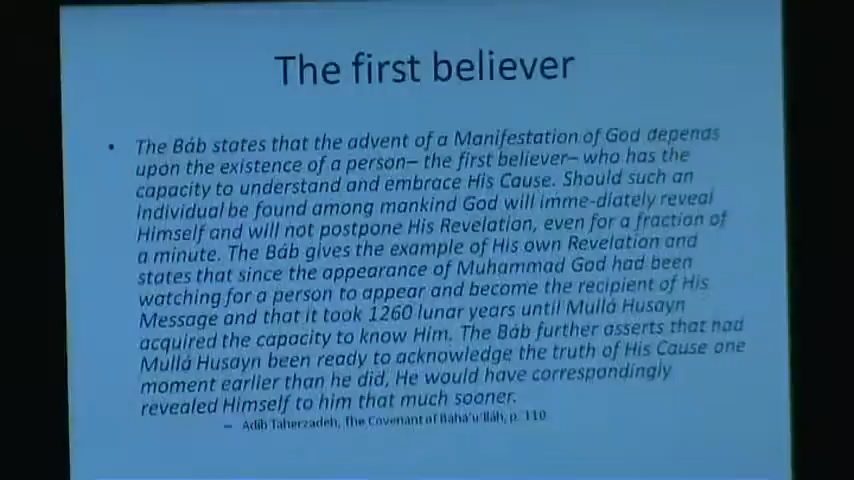 The first believer
• The Báb states that the advent of a Manifestation of God depends
upon the existence of a person– the first believer– who has the
capacity to understand and embrace His Cause. Should such an
individual be found among mankind God will imme-diately reveal
Himself and will not postpone His Revelation, even for a fraction of
a minute. The Báb gives the example of His own Revelation and
states that since the appearance of Muhammad God had been
watching for a person to appear and become the recipient of His
Message and that it took 1260 lunar years until Mullá Husayn
acquired the capacity to know Him. The Báb further asserts that had
Mullá Husayn been ready to acknowledge the truth of His Cause one
moment earlier than he did, He would have correspondingly
revealed Himself to him that much sooner.
– Adib Taherzadeh, The Covenant of Bahá'u'lláh, p. 110